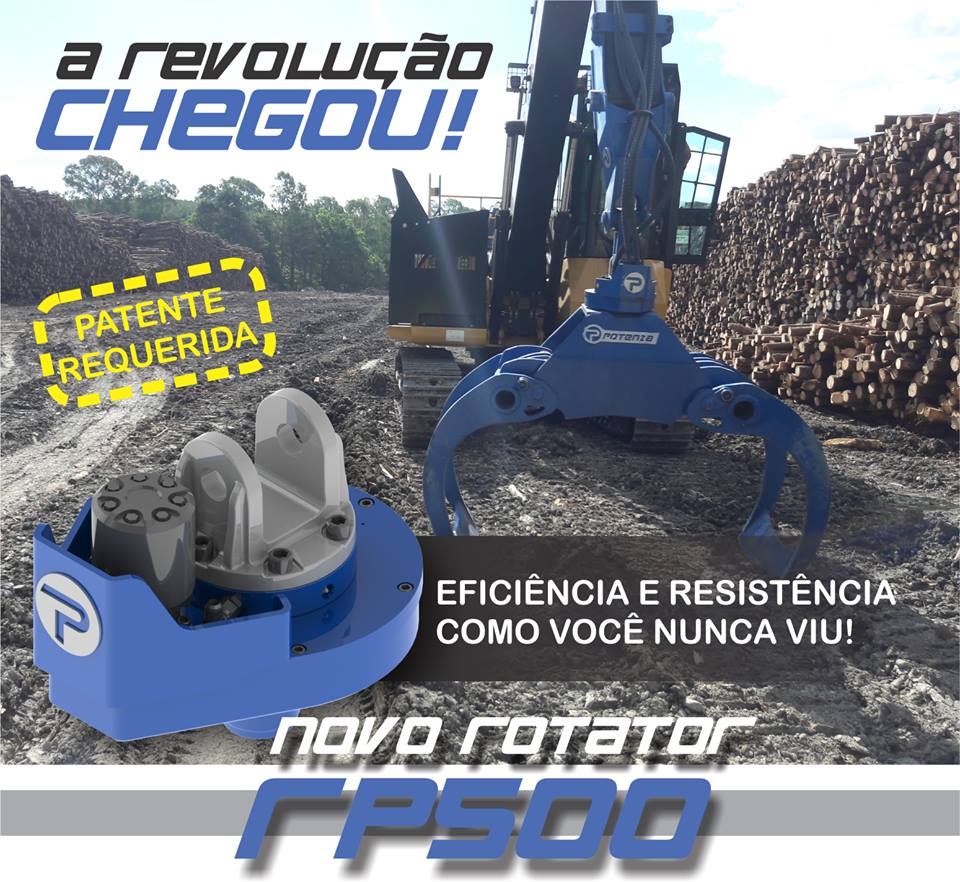 A REVOLUÇÃO
CHEGOU!
PATENTE
REQUERIDA
P
POTENZA
P
EFICIÊNCIA E RESISTÊNCIA
COMO VOCÊ NUNCA VIU!
NOVO ROTATOR
RP500